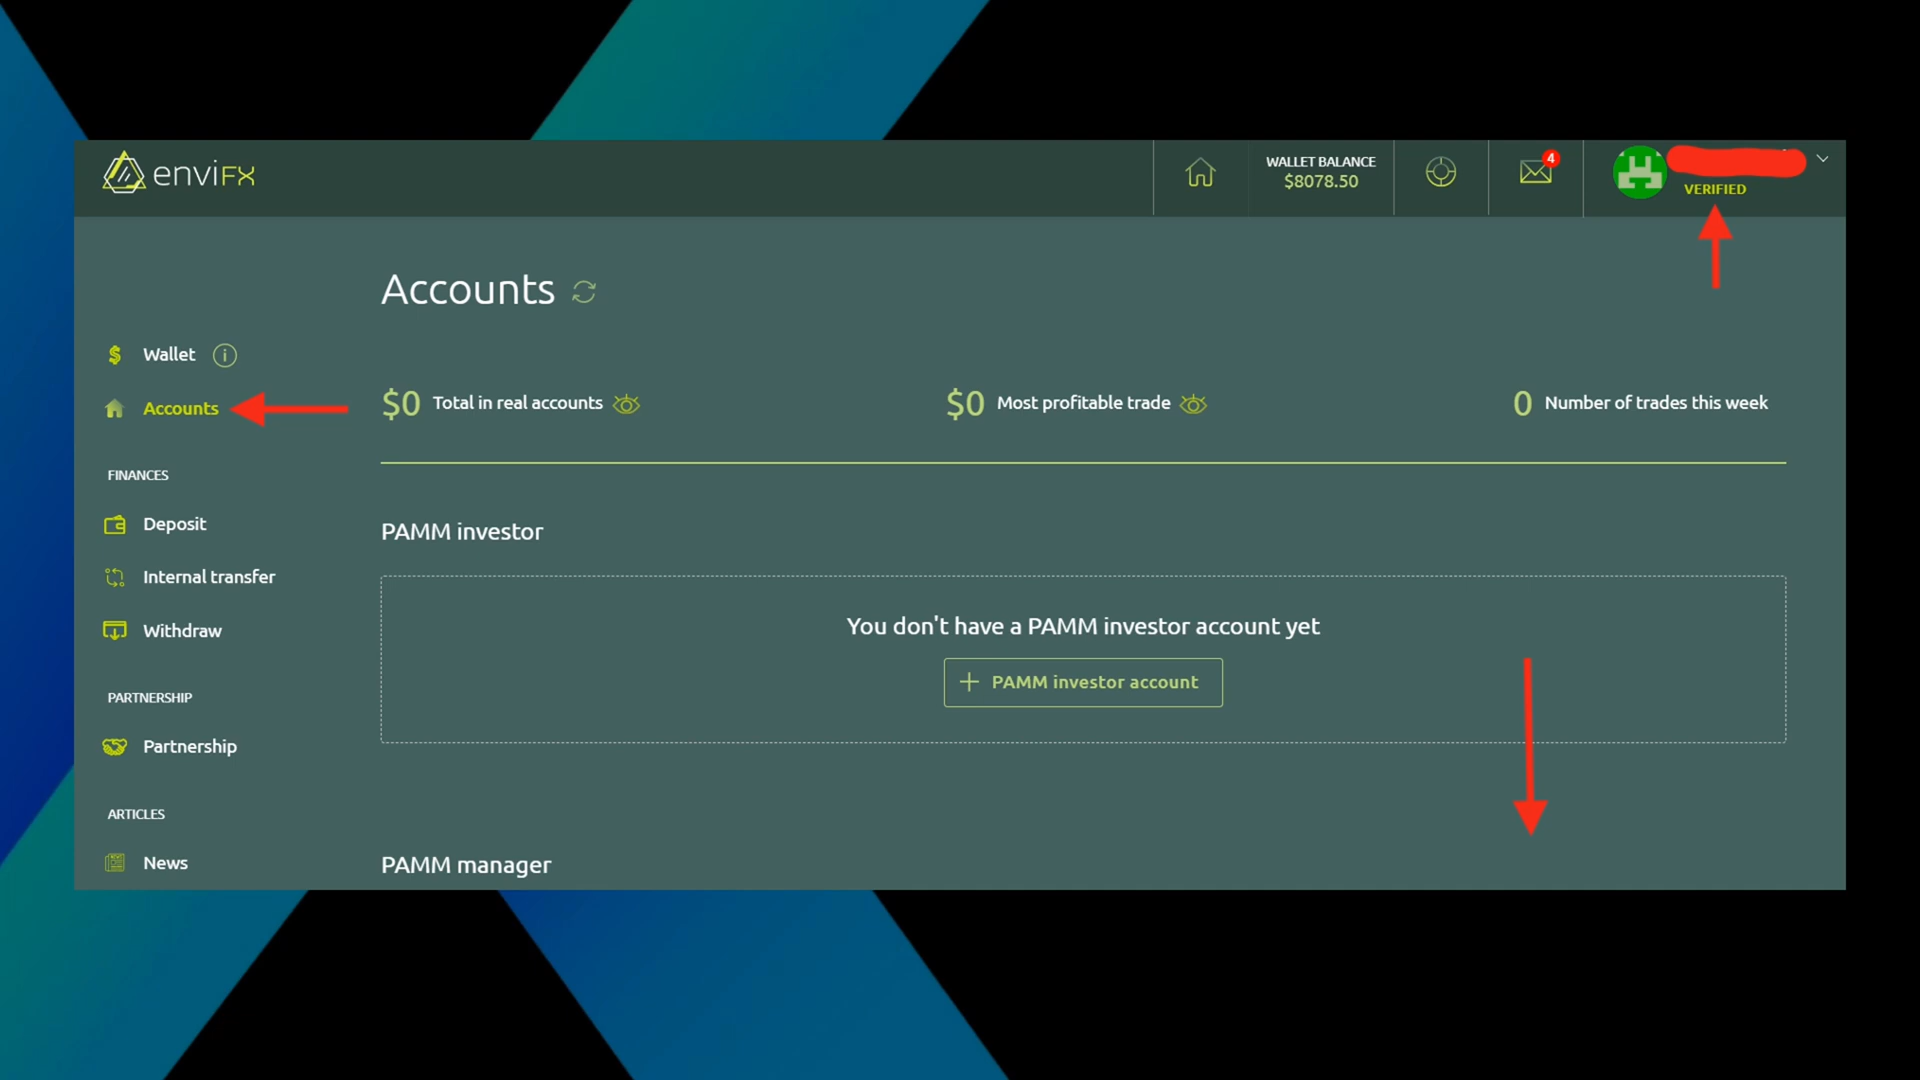 enviFX
WALLET BALANCE
$8078.50
4
VERIFIED
Accounts
Wallet
Accounts
$0 Total in real accounts
$0 Most profitable trade
0 Number of trades this week
FINANCES
Deposit
Internal transfer
Withdraw
PARTNERSHIP
Partnership
ARTICLES
News
PAMM investor
You don't have a PAMM investor account yet
+ PAMM investor account
PAMM manager